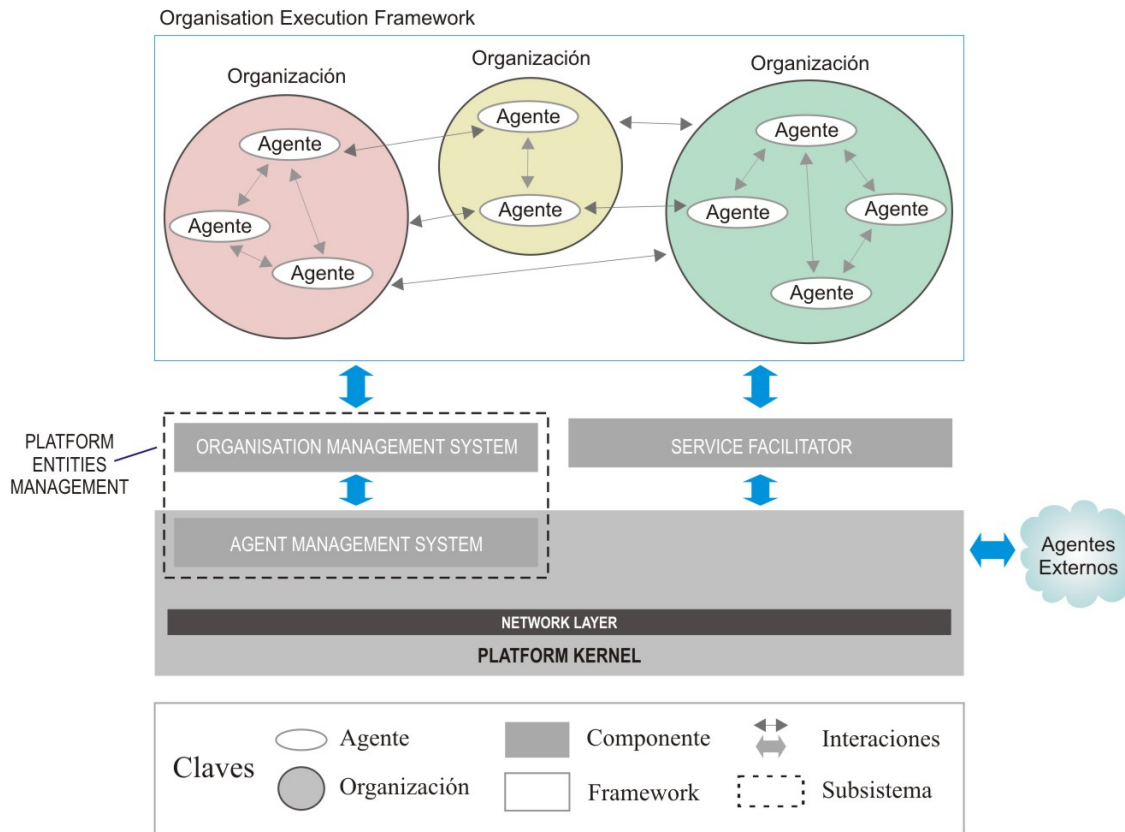 Organisation Execution Framework
Organización
Organización
Organización
Agente
Agente
Agente
Agente
Agente
Agente
Agente
Agente
Agente
PLATFORM
ENTITIES
MANAGEMENT
ORGANISATION MANAGEMENT SYSTEM
SERVICE FACILITATOR
AGENT MANAGEMENT SYSTEM
Agentes
Externos
NETWORK LAYER
PLATFORM KERNEL
Claves
Agente
Componente
Interaciones
Organización
Framework
Subsistema